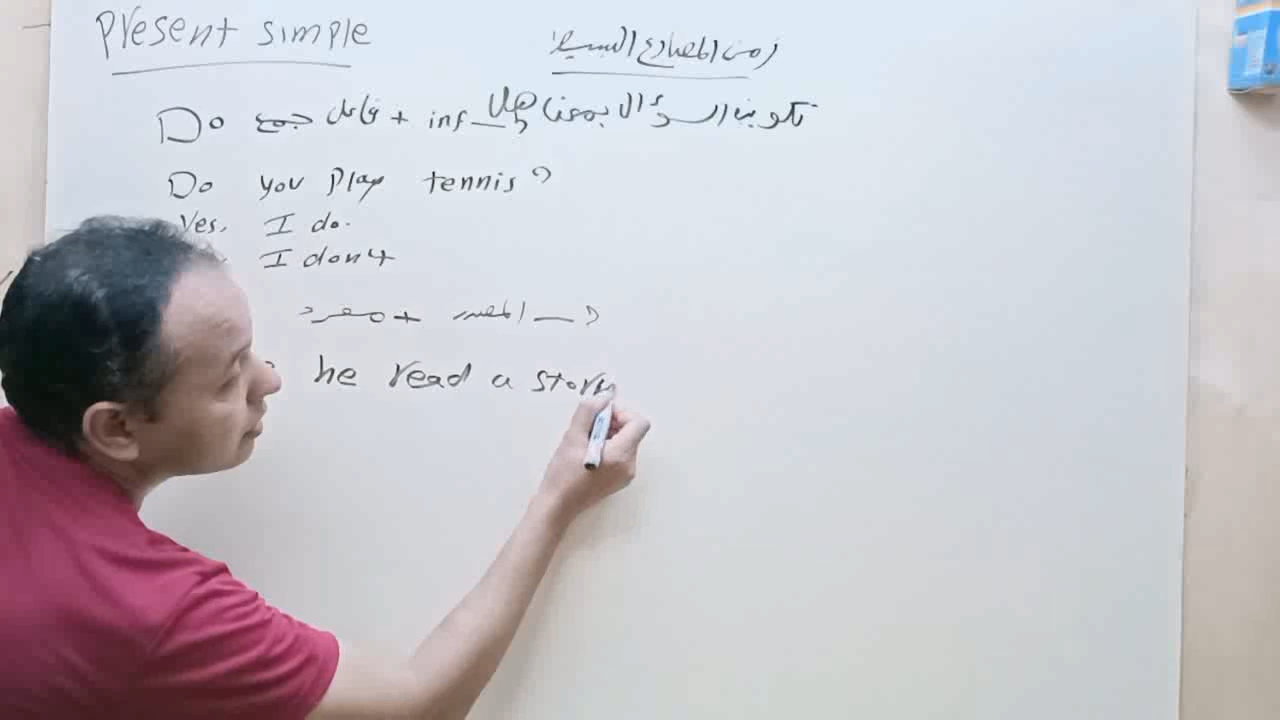 Present simple زمن المضارع البسيط
Do فاعل جمع + inf — ? تكوين السؤال بمعنى هل
Do you play tennis?
Yes, I do.
I don't
مفرد + المصدر — ?
he read a story